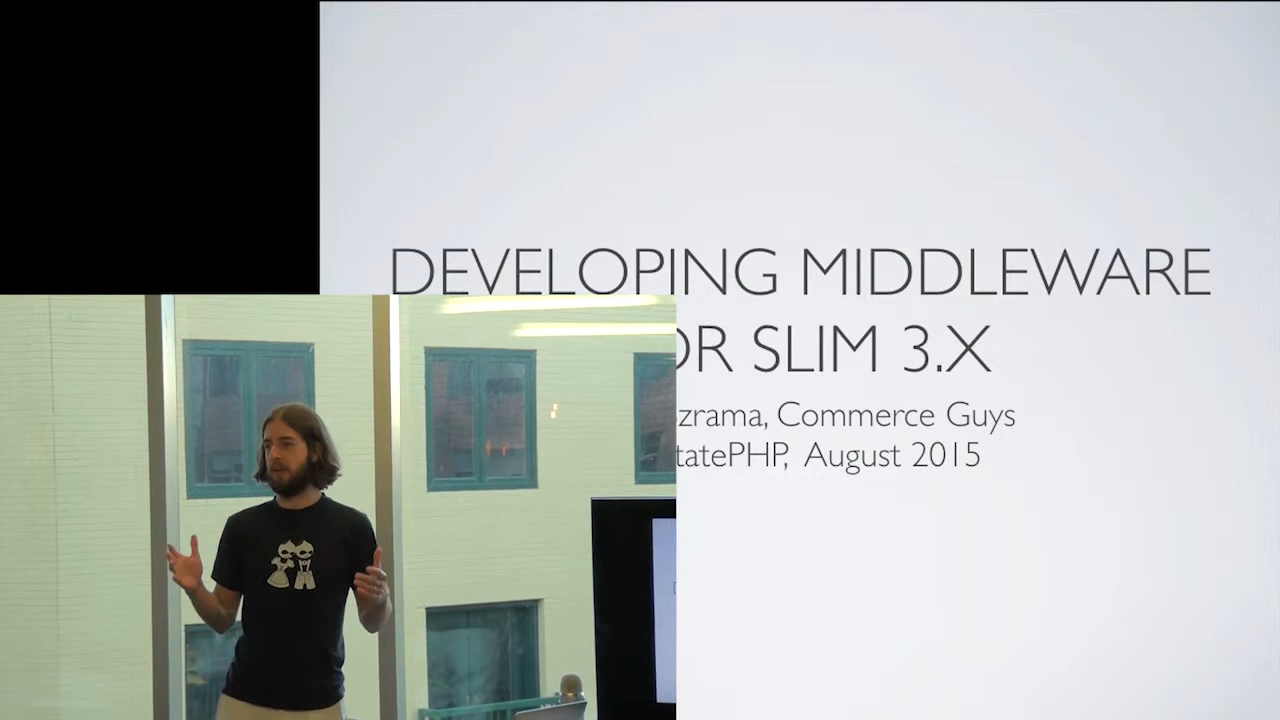 DEVELOPING MIDDLEWARE
OR SLIM 3.X
zrama, Commerce Guys
tatePHP, August 2015